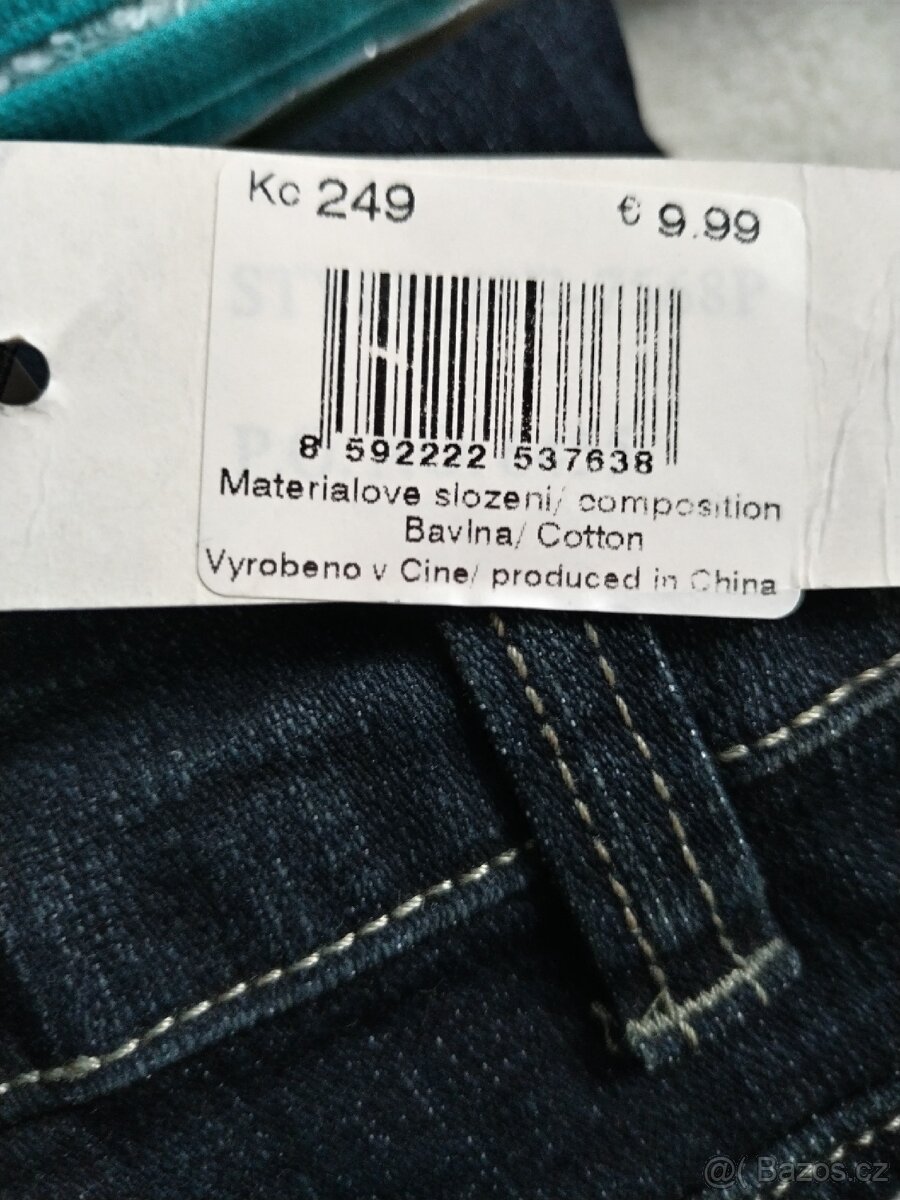 Kc 249 € 9.99
8 592222 537638
Materialove slozeni/ composition
Bavlna/ Cotton
Vyrobeno v Cine/ produced in China
@( Bazos.cz